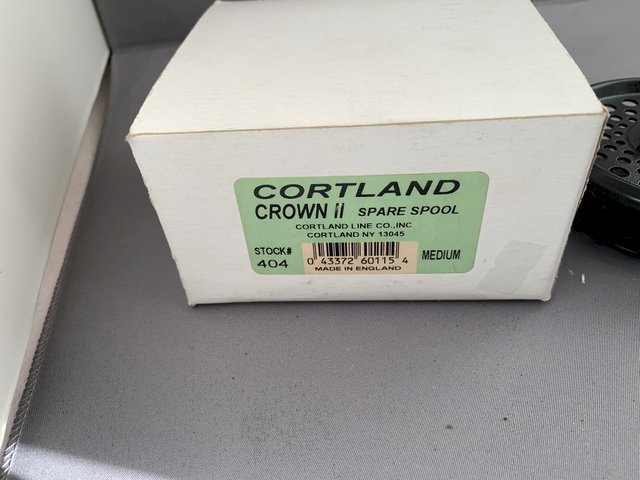 CORTLAND
CROWN II SPARE SPOOL
CORTLAND LINE CO.,INC
CORTLAND NY 13045
STOCK#
404
0 43372 60115 4
MEDIUM
MADE IN ENGLAND